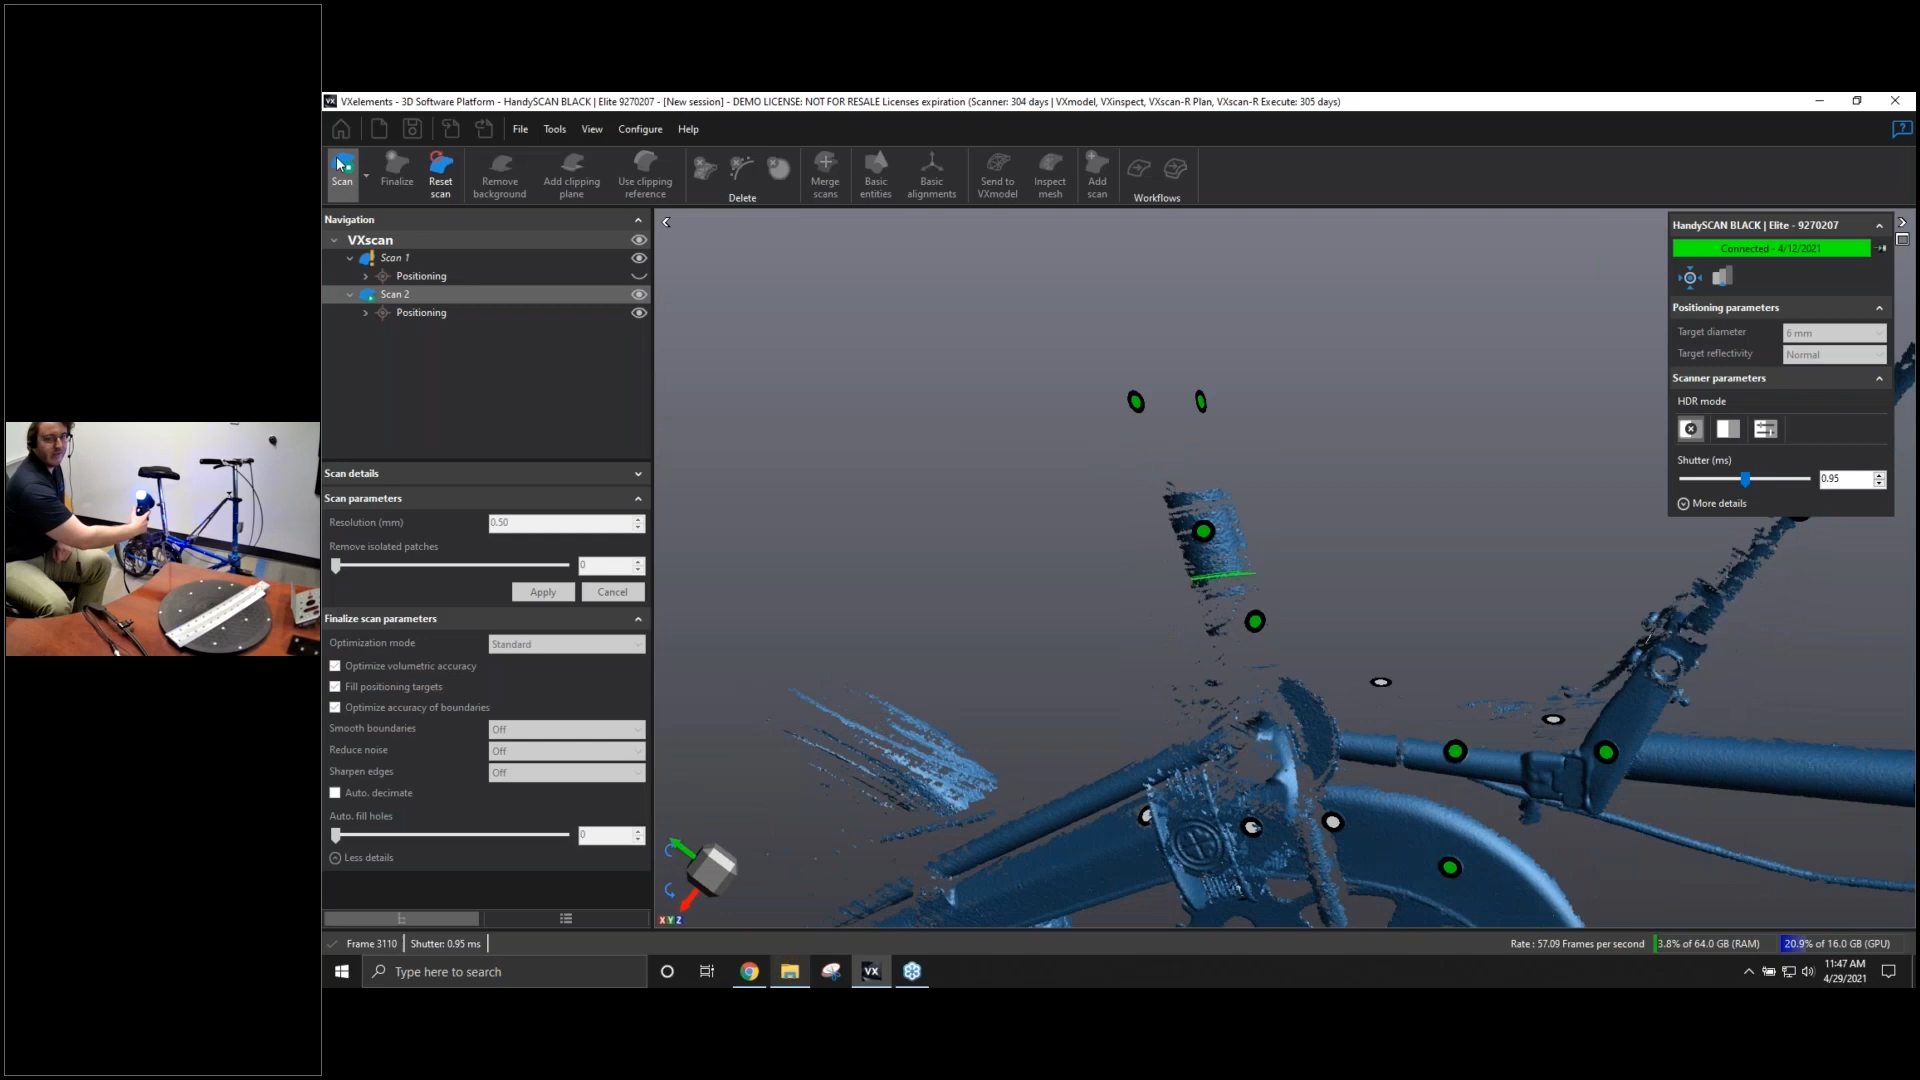 VXelements - 3D Software Platform - HandySCAN BLACK | Elite 9270207 - [New session] - DEMO LICENSE: NOT FOR RESALE Licenses expiration (Scanner: 304 days | VXmodel, VXinspect, VXscan-R Plan, VXscan-R Execute: 305 days)
File Tools View Configure Help
Scan
Finalize
Reset scan
Remove background
Add clipping plane
Use clipping reference
Delete
Merge scans
Basic entities
Basic alignments
Send to VXmodel
Inspect mesh
Add scan
Workflows
Navigation
VXscan
Scan 1
Positioning
Scan 2
Positioning
Scan details
Scan parameters
Resolution (mm) 0.50
Remove isolated patches
0
Apply Cancel
Finalize scan parameters
Optimization mode Standard
Optimize volumetric accuracy
Fill positioning targets
Optimize accuracy of boundaries
Smooth boundaries Off
Reduce noise Off
Sharpen edges Off
Auto. decimate
Auto. fill holes
0
Less details
X Y Z
HandySCAN BLACK | Elite - 9270207
Connected - 4/12/2021
Positioning parameters
Target diameter 6 mm
Target reflectivity Normal
Scanner parameters
HDR mode
Shutter (ms)
0.95
More details
Frame 3110 Shutter: 0.95 ms
Rate : 57.09 Frames per second 3.8% of 64.0 GB (RAM) 20.9% of 16.0 GB (GPU)
Type here to search
VX
11:47 AM
4/29/2021